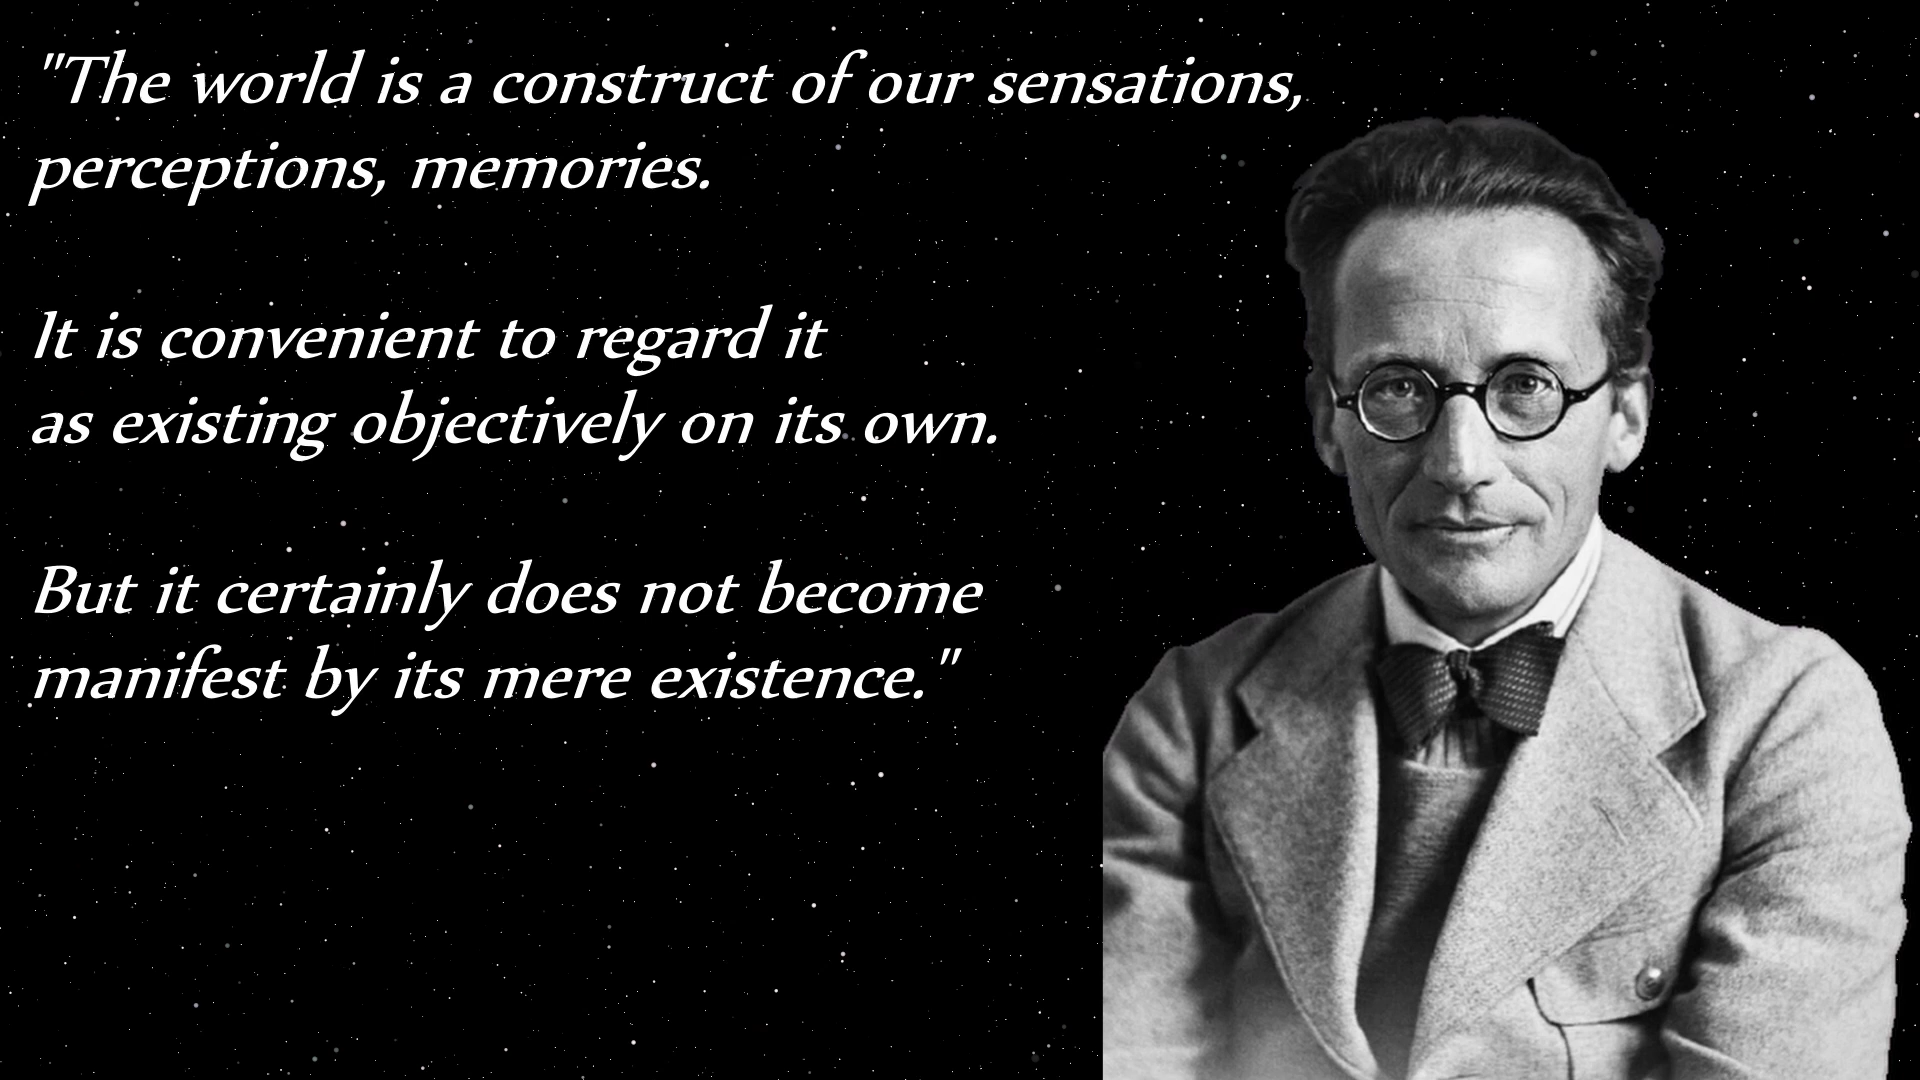 "The world is a construct of our sensations,
perceptions, memories.
It is convenient to regard it
as existing objectively on its own.
But it certainly does not become
manifest by its mere existence."